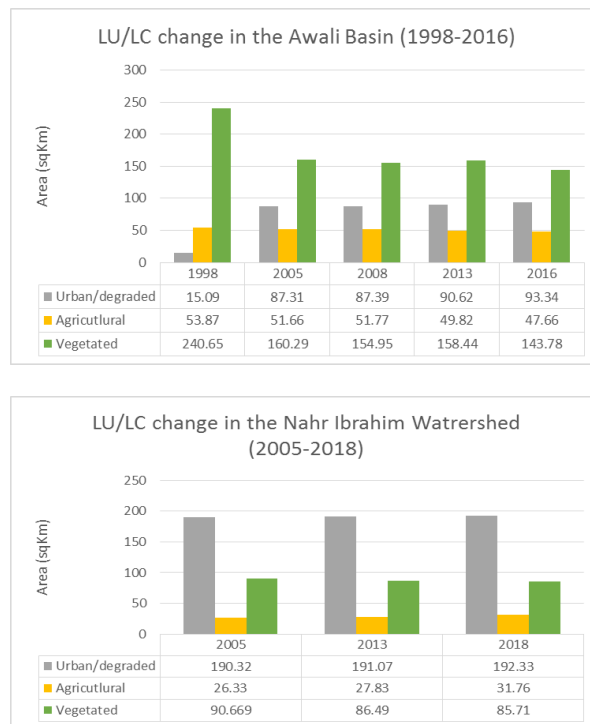 LU/LC change in the Awali Basin (1998-2016)
Area (sqKm)
300
250
200
150
100
50
0
1998 2005 2008 2013 2016
Urban/degraded 15.09 87.31 87.39 90.62 93.34
Agricutlural 53.87 51.66 51.77 49.82 47.66
Vegetated 240.65 160.29 154.95 158.44 143.78
LU/LC change in the Nahr Ibrahim Watrershed
(2005-2018)
Area (sqKm)
250
200
150
100
50
0
2005 2013 2018
Urban/degraded 190.32 191.07 192.33
Agricutlural 26.33 27.83 31.76
Vegetated 90.669 86.49 85.71